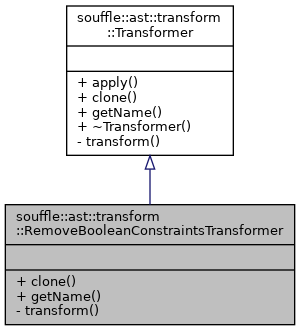 souffle::ast::transform
::Transformer
+ apply()
+ clone()
+ getName()
+ ~Transformer()
- transform()
souffle::ast::transform
::RemoveBooleanConstraintsTransformer
+ clone()
+ getName()
- transform()